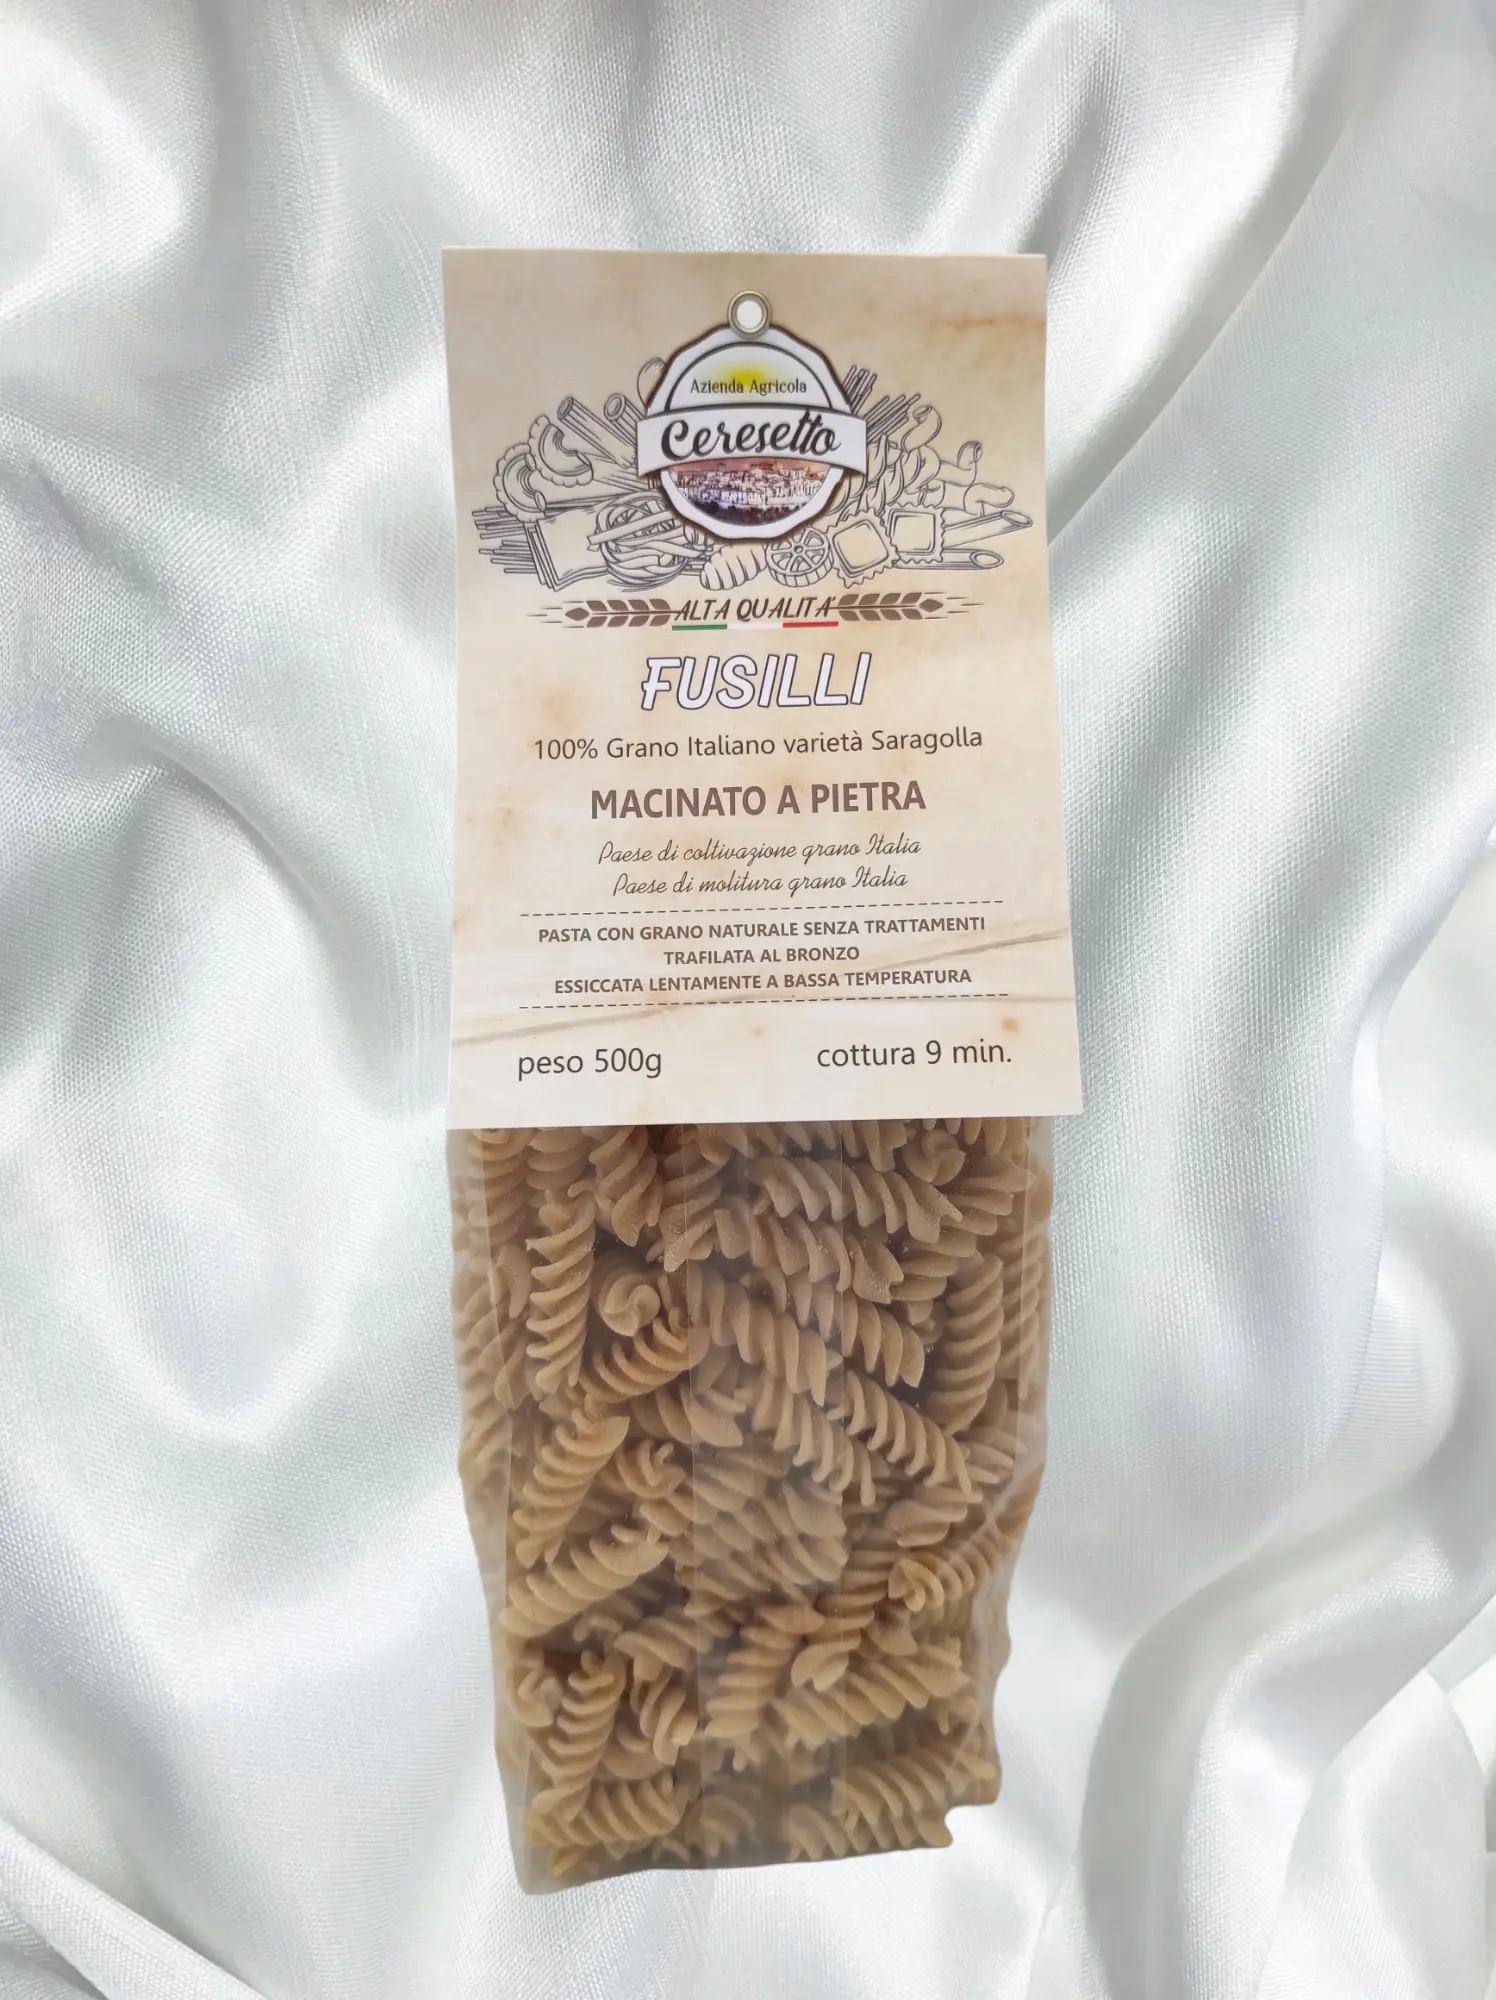 Azienda Agricola
Ceresetto
ALTA QUALITA'
FUSILLI
100% Grano Italiano varietà Saragolla
MACINATO A PIETRA
Paese di coltivazione grano Italia
Paese di molitura grano Italia
PASTA CON GRANO NATURALE SENZA TRATTAMENTI
TRAFILATA AL BRONZO
ESSICCATA LENTAMENTE A BASSA TEMPERATURA
peso 500g cottura 9 min.